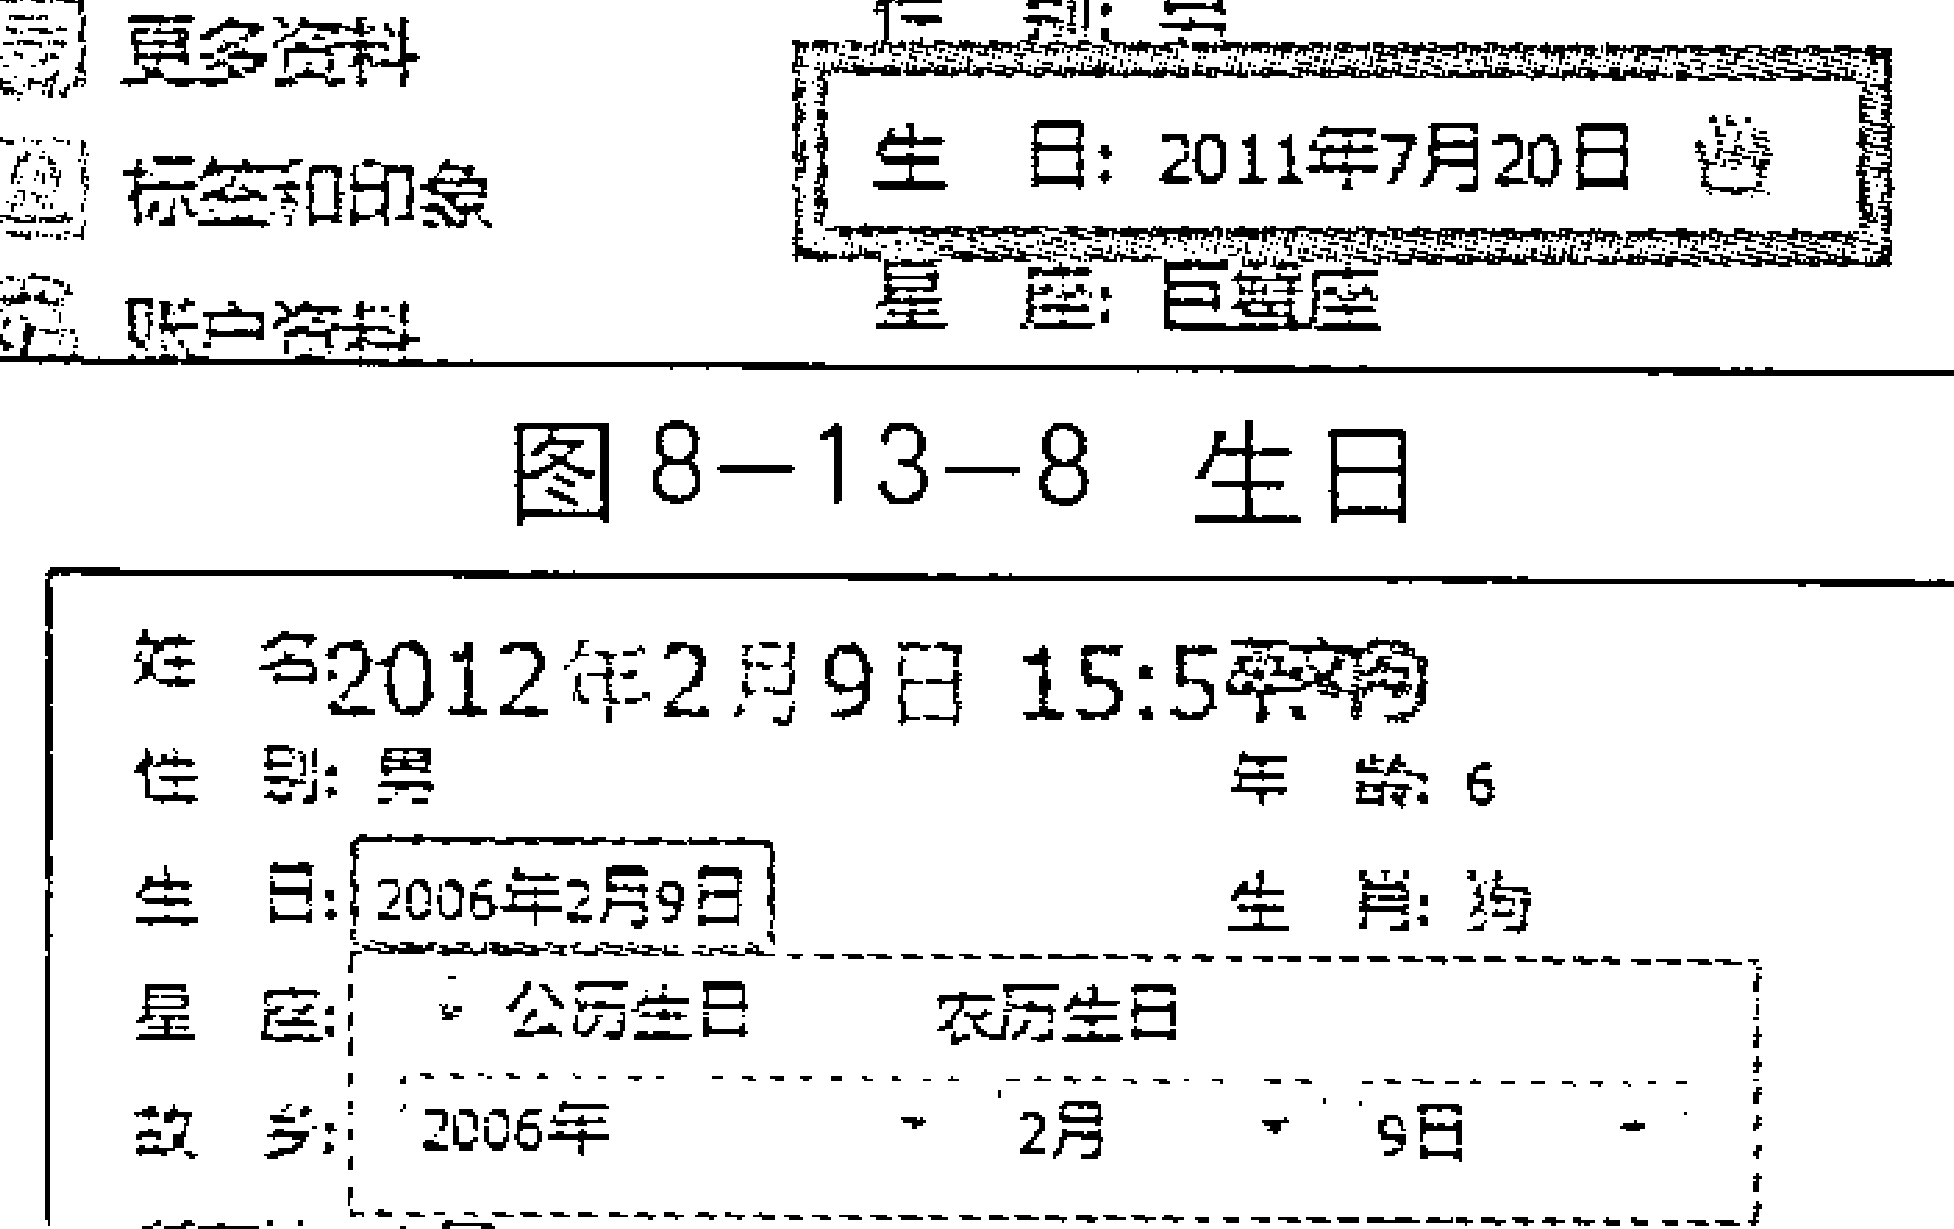 更多资料
标签和印象
账户资料
性 别:
生 日: 2011年7月20日
星 座: 巨蟹座
图 8-13-8 生日
姓 名:
2012年2月9日 15:5
性 别: 男
年 龄: 6
生 日: 2006年2月9日
生 肖: 狗
星 座:
公历生日 农历生日
故 乡:
2006年 2月 9日